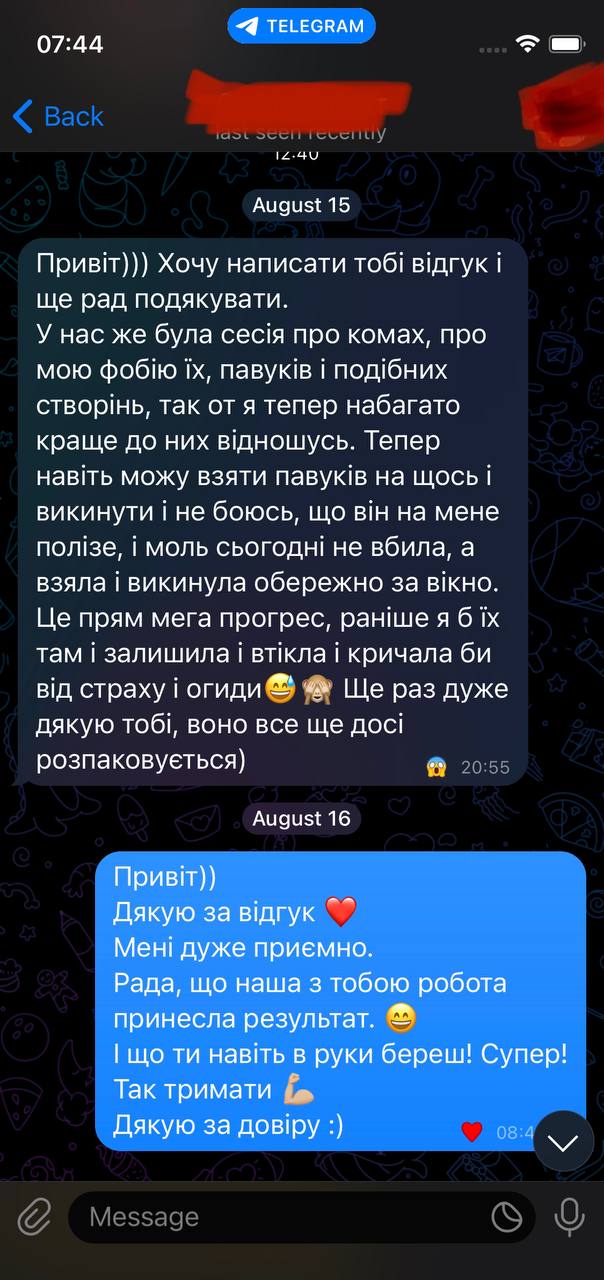 07:44
TELEGRAM
Back
last seen recently
12:40
August 15
Привіт))) Хочу написати тобі відгук і
ще рад подякувати.
У нас же була сесія про комах, про
мою фобію їх, павуків і подібних
створінь, так от я тепер набагато
краще до них відношусь. Тепер
навіть можу взяти павуків на щось і
викинути і не боюсь, що він на мене
полізе, і моль сьогодні не вбила, а
взяла і викинула обережно за вікно.
Це прям мега прогрес, раніше я б їх
там і залишила і втікла і кричала би
від страху і огиди😅🙈 Ще раз дуже
дякую тобі, воно все ще досі
розпаковується)
😱 20:55
August 16
Привіт))
Дякую за відгук ❤️
Мені дуже приємно.
Рада, що наша з тобою робота
принесла результат. 😄
І що ти навіть в руки береш! Супер!
Так тримати 💪🏼
Дякую за довіру :)
❤️ 08:4
Message